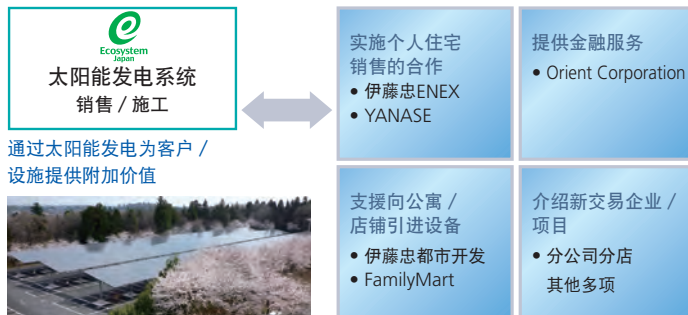 Ecosystem
Japan
太阳能发电系统
销售 / 施工
通过太阳能发电为客户 /
设施提供附加价值
实施个人住宅
销售的合作
• 伊藤忠ENEX
• YANASE
提供金融服务
• Orient Corporation
支援向公寓 /
店铺引进设备
• 伊藤忠都市开发
• FamilyMart
介绍新交易企业 /
项目
• 分公司分店
其他多项